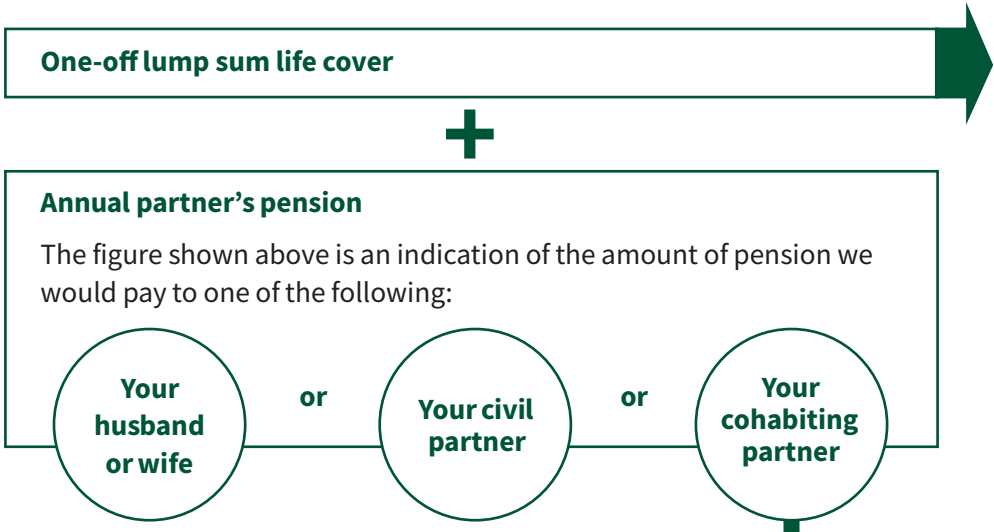 One-off lump sum life cover
+
Annual partner’s pension
The figure shown above is an indication of the amount of pension we
would pay to one of the following:
Your
husband
or wife
or
Your civil
partner
or
Your
cohabiting
partner